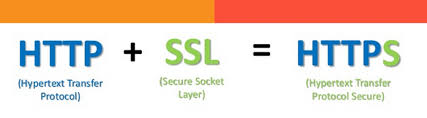 HTTP + SSL = HTTPS
(Hypertext Transfer
Protocol)
(Secure Socket
Layer)
(Hypertext Transfer
Protocol Secure)